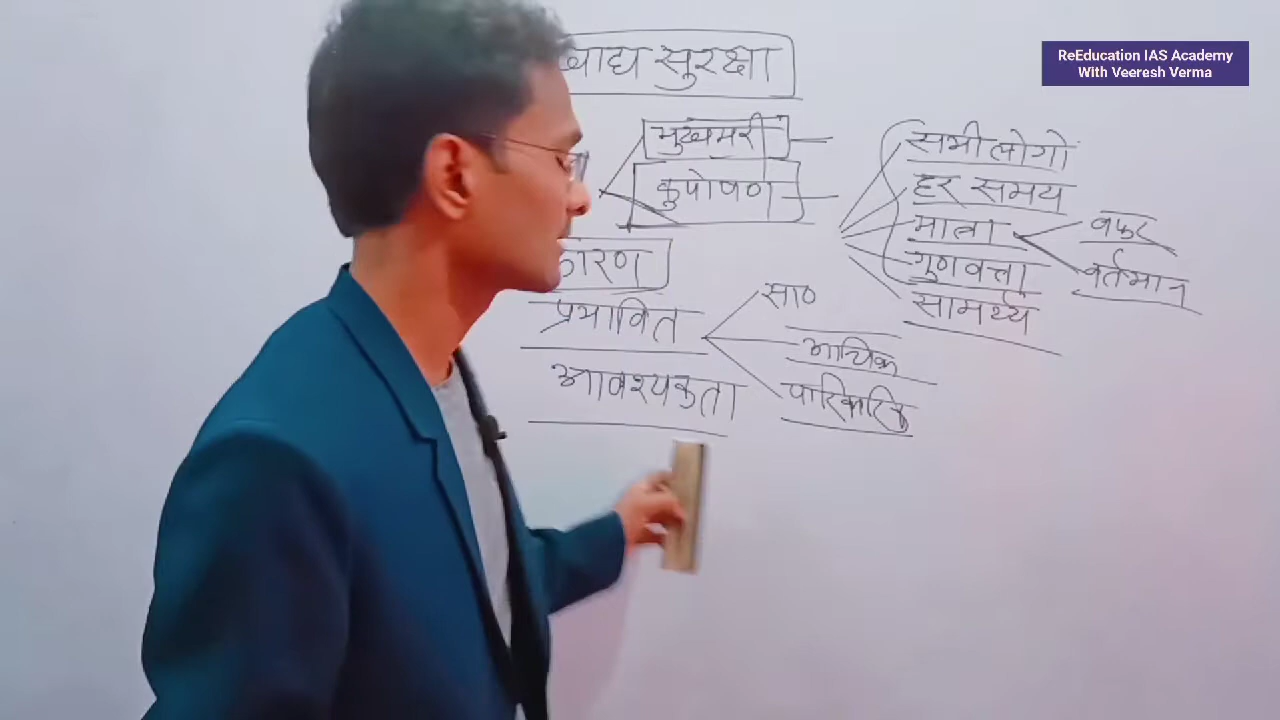 खाद्य सुरक्षा
भुखमरी
कुपोषण
कारण
प्रभावित
आवश्यकता
सा०
आर्थिक
पारिवारिक
सभी लोगों
हर समय
मात्रा
गुणवत्ता
सामर्थ्य
वफर
वर्तमान
ReEducation IAS Academy
With Veeresh Verma